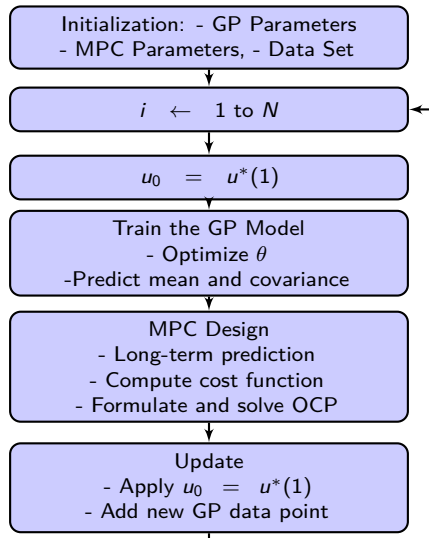 Initialization: - GP Parameters
- MPC Parameters, - Data Set
i ← 1 to N
u₀ = u*(1)
Train the GP Model
- Optimize θ
-Predict mean and covariance
MPC Design
- Long-term prediction
- Compute cost function
- Formulate and solve OCP
Update
- Apply u₀ = u*(1)
- Add new GP data point